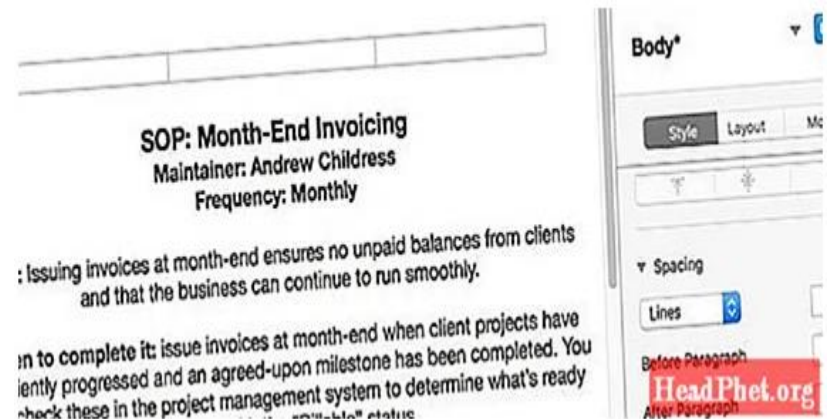 SOP: Month-End Invoicing
Maintainer: Andrew Childress
Frequency: Monthly
: Issuing invoices at month-end ensures no unpaid balances from clients
and that the business can continue to run smoothly.
en to complete it: issue invoices at month-end when client projects have
iently progressed and an agreed-upon milestone has been completed. You
check these in the project management system to determine what's ready
"Billable" status.
Body*
Style Layout Mo
Spacing
Lines
Before Paragraph
After Paragraph
HeadPhet.org